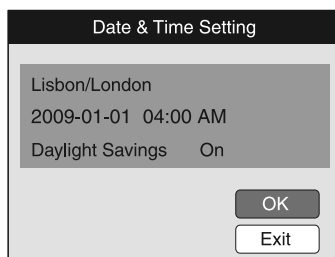 Date & Time Setting
Lisbon/London
2009-01-01 04:00 AM
Daylight Savings On
OK
Exit